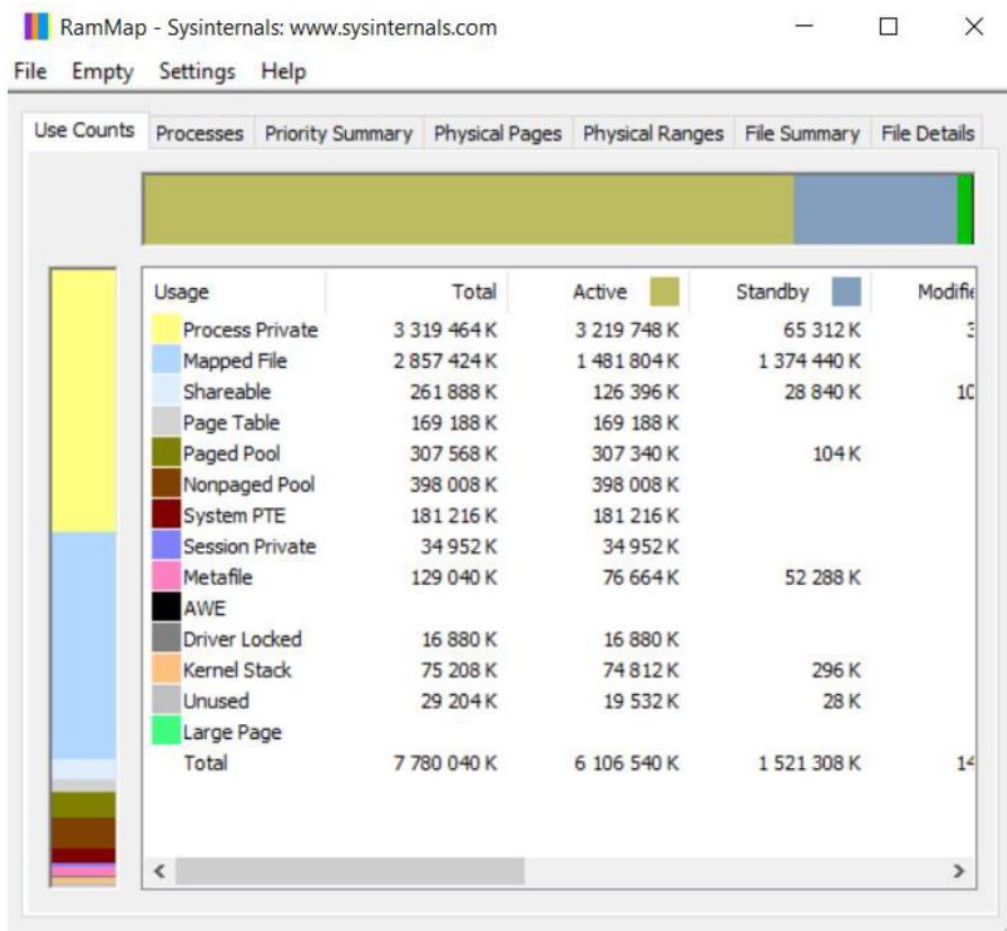 RamMap - Sysinternals: www.sysinternals.com
File Empty Settings Help
Use Counts Processes Priority Summary Physical Pages Physical Ranges File Summary File Details
Usage Total Active Standby Modifie
Process Private 3 319 464 K 3 219 748 K 65 312 K 3
Mapped File 2 857 424 K 1 481 804 K 1 374 440 K
Shareable 261 888 K 126 396 K 28 840 K 10
Page Table 169 188 K 169 188 K
Paged Pool 307 568 K 307 340 K 104 K
Nonpaged Pool 398 008 K 398 008 K
System PTE 181 216 K 181 216 K
Session Private 34 952 K 34 952 K
Metafile 129 040 K 76 664 K 52 288 K
AWE
Driver Locked 16 880 K 16 880 K
Kernel Stack 75 208 K 74 812 K 296 K
Unused 29 204 K 19 532 K 28 K
Large Page
Total 7 780 040 K 6 106 540 K 1 521 308 K 14